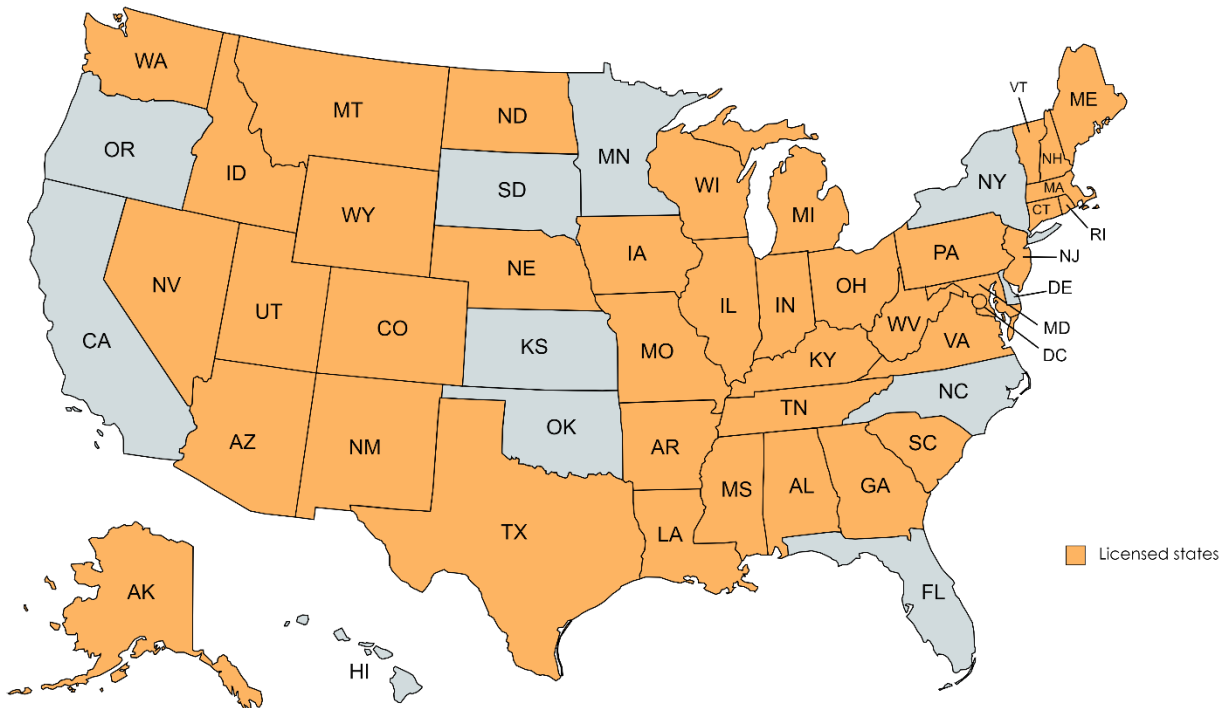 WA
MT
ND
MN
VT
ME
OR
ID
SD
WI
NY
NH
MA
CT
RI
WY
MI
IA
PA
NJ
NE
NV
UT
CO
IL
IN
OH
DE
CA
KS
MO
WV
VA
MD
DC
KY
NC
TN
AZ
NM
OK
AR
SC
MS
AL
GA
TX
LA
Licensed states
FL
AK
HI